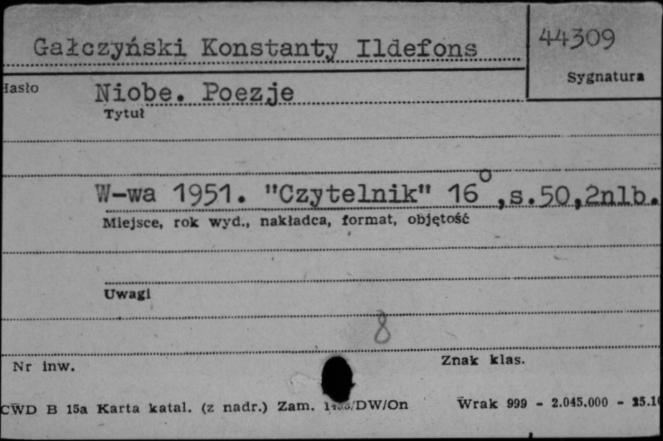 Gałczyński Konstanty Ildefons
44309
Sygnatura
Hasło
Niobe. Poezje
Tytuł
W-wa 1951. "Czytelnik" 16°, s.50, 2nlb.
Miejsce, rok wyd., nakładca, format, objętość
Uwagi
8
Nr inw.
Znak klas.
CWD B 15a Karta katal. (z nadr.) Zam. /DW/On
Wrak 999 - 2.045.000 -